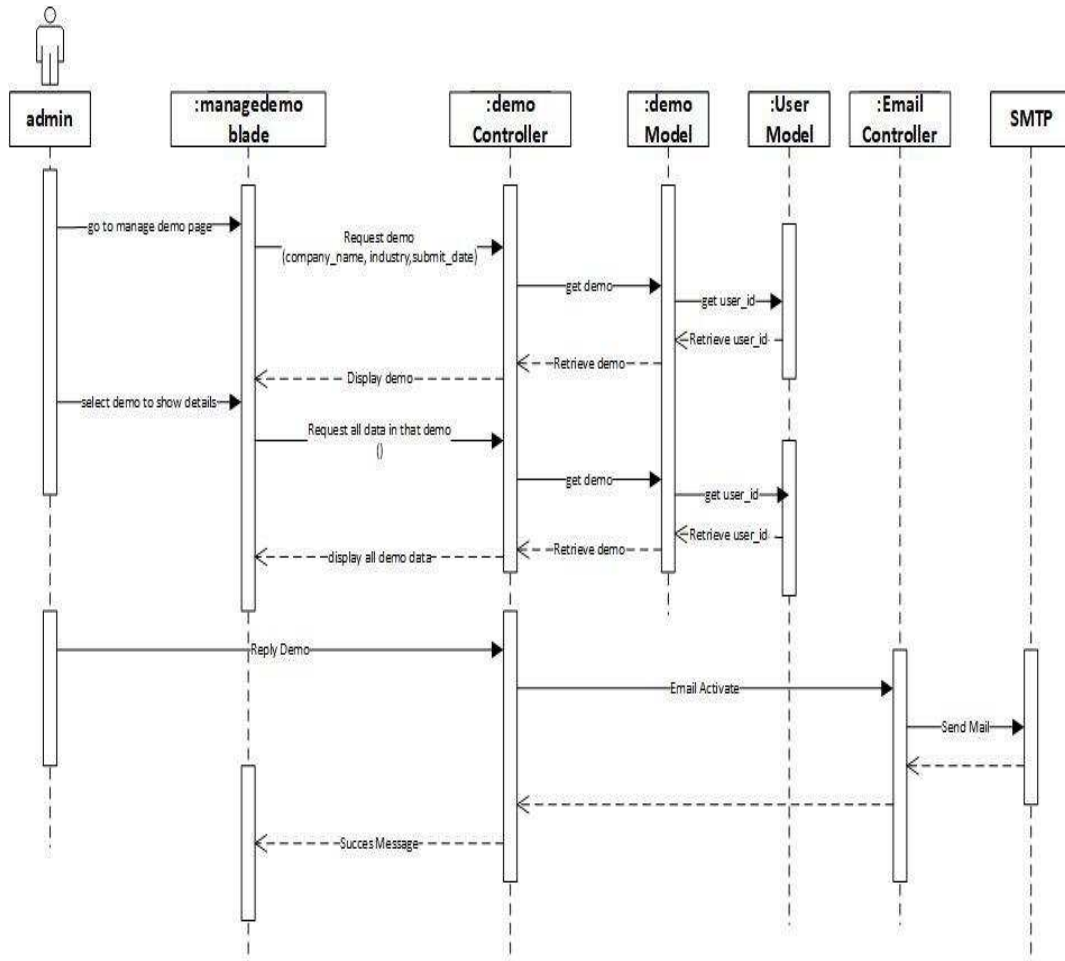 admin
:managedemo
blade
:demo
Controller
:demo
Model
:User
Model
:Email
Controller
SMTP
go to manage demo page
Request demo
(company_name, industry,submit_date)
get demo
get user_id
Retrieve user_id
Retrieve demo
Display demo
select demo to show details
Request all data in that demo
()
get demo
get user_id
Retrieve user_id
Retrieve demo
display all demo data
Reply Demo
Email Activate
Send Mail
Succes Message